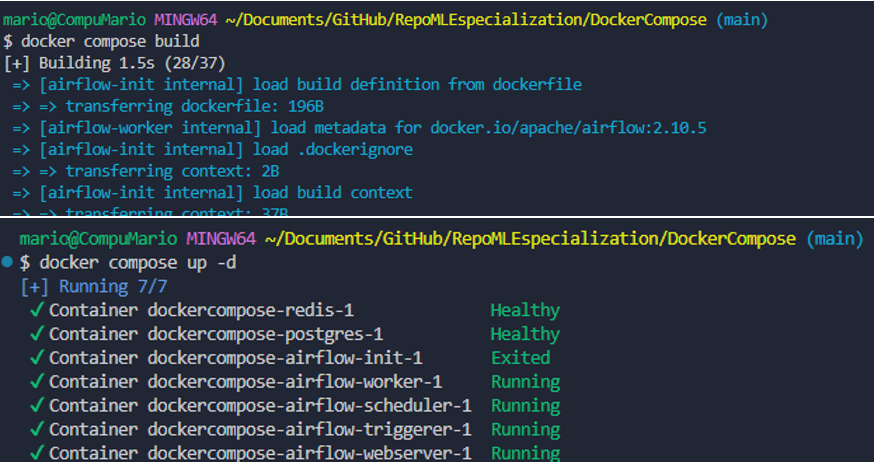 mario@CompuMario MINGW64 ~/Documents/GitHub/RepoMLEspecialization/DockerCompose (main)
$ docker compose build
[+] Building 1.5s (28/37)
=> [airflow-init internal] load build definition from dockerfile
=> => transferring dockerfile: 196B
=> [airflow-worker internal] load metadata for docker.io/apache/airflow:2.10.5
=> [airflow-init internal] load .dockerignore
=> => transferring context: 2B
=> [airflow-init internal] load build context
=> => transferring context: 37B
mario@CompuMario MINGW64 ~/Documents/GitHub/RepoMLEspecialization/DockerCompose (main)
$ docker compose up -d
[+] Running 7/7
✓ Container dockercompose-redis-1 Healthy
✓ Container dockercompose-postgres-1 Healthy
✓ Container dockercompose-airflow-init-1 Exited
✓ Container dockercompose-airflow-worker-1 Running
✓ Container dockercompose-airflow-scheduler-1 Running
✓ Container dockercompose-airflow-triggerer-1 Running
✓ Container dockercompose-airflow-webserver-1 Running